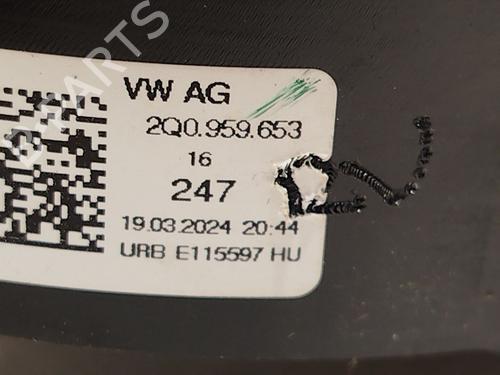 VW AG
2Q0.959.653
16
247
19.03.2024 20:44
URB E115597 HU